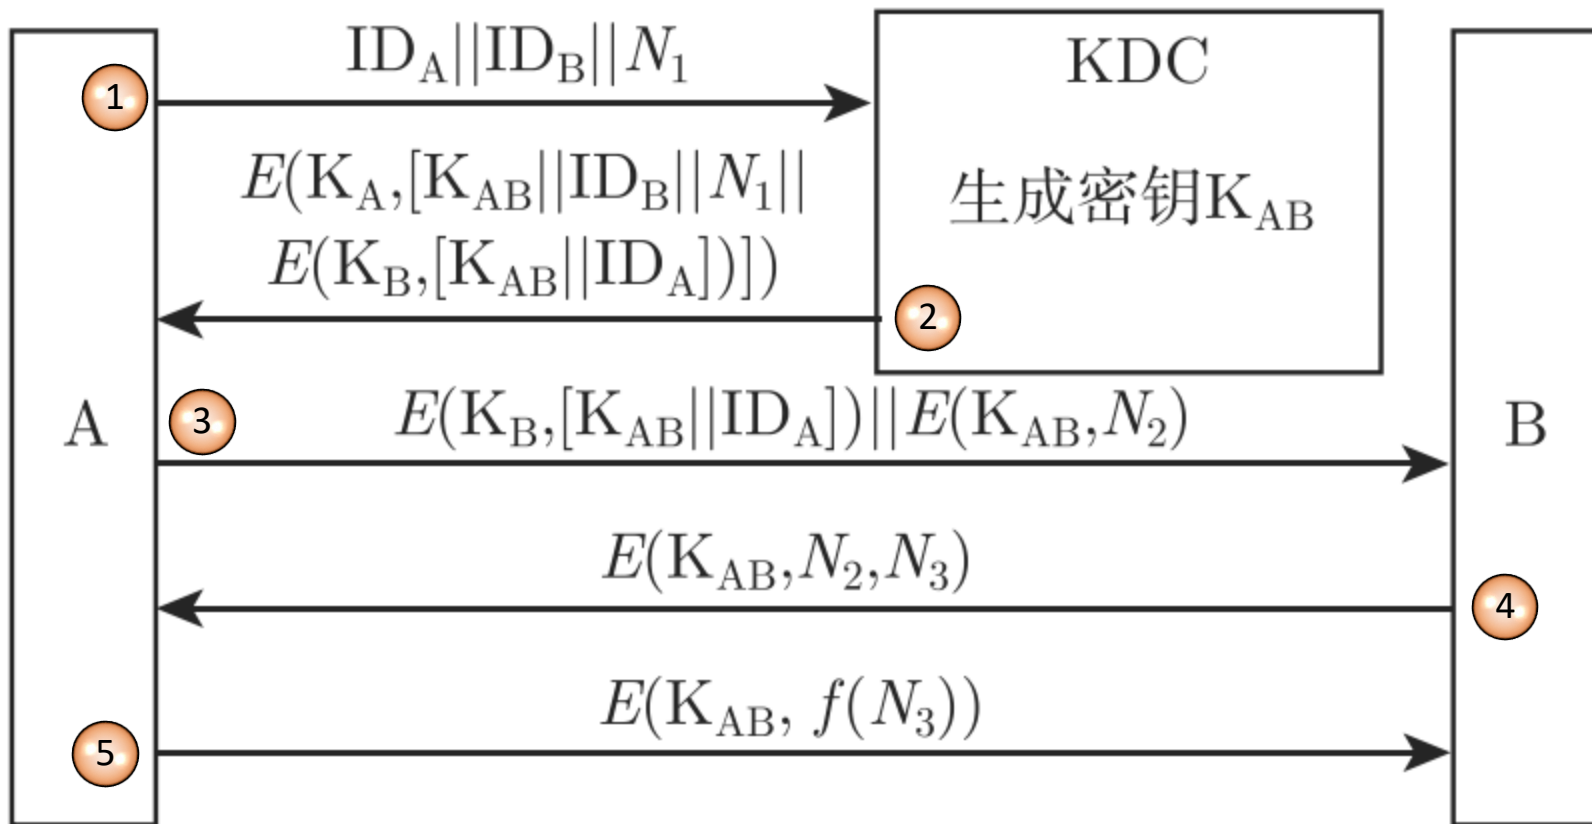 ID_A||ID_B||N_1
KDC
1
E(K_A,[K_AB||ID_B||N_1||
生成密钥K_AB
E(K_B,[K_AB||ID_A])])
2
A
3
E(K_B,[K_AB||ID_A])||E(K_AB,N_2)
B
E(K_AB,N_2,N_3)
4
E(K_AB, f(N_3))
5